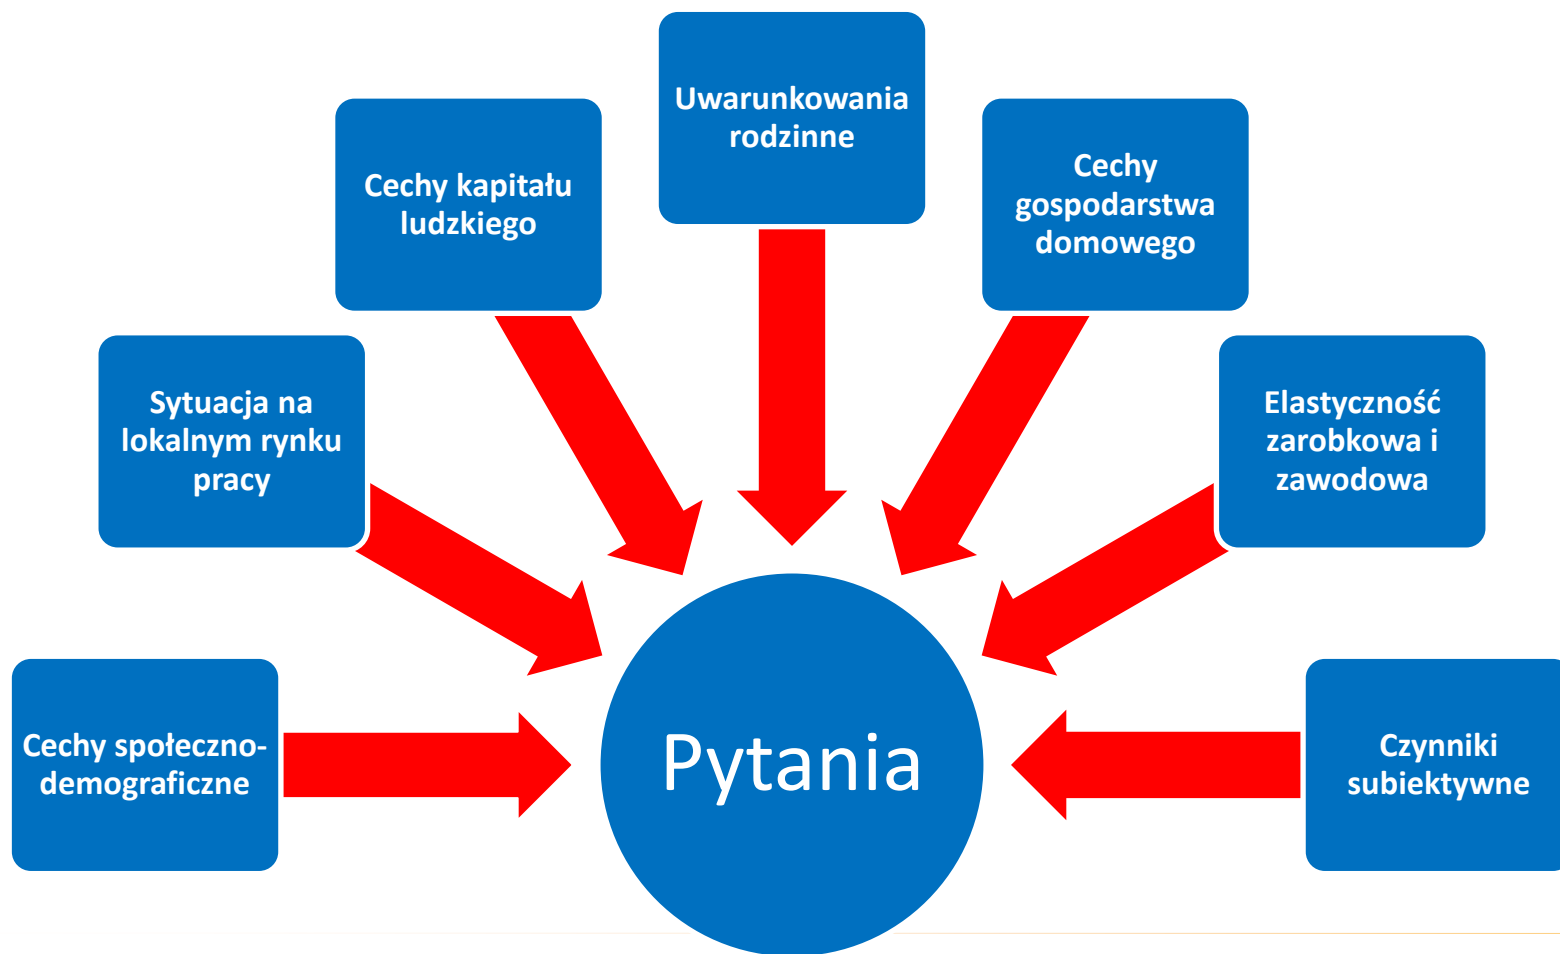 Uwarunkowania
rodzinne
Cechy kapitału
ludzkiego
Cechy
gospodarstwa
domowego
Sytuacja na
lokalnym rynku
pracy
Elastyczność
zarobkowa i
zawodowa
Cechy społeczno-
demograficzne
Pytania
Czynniki
subiektywne